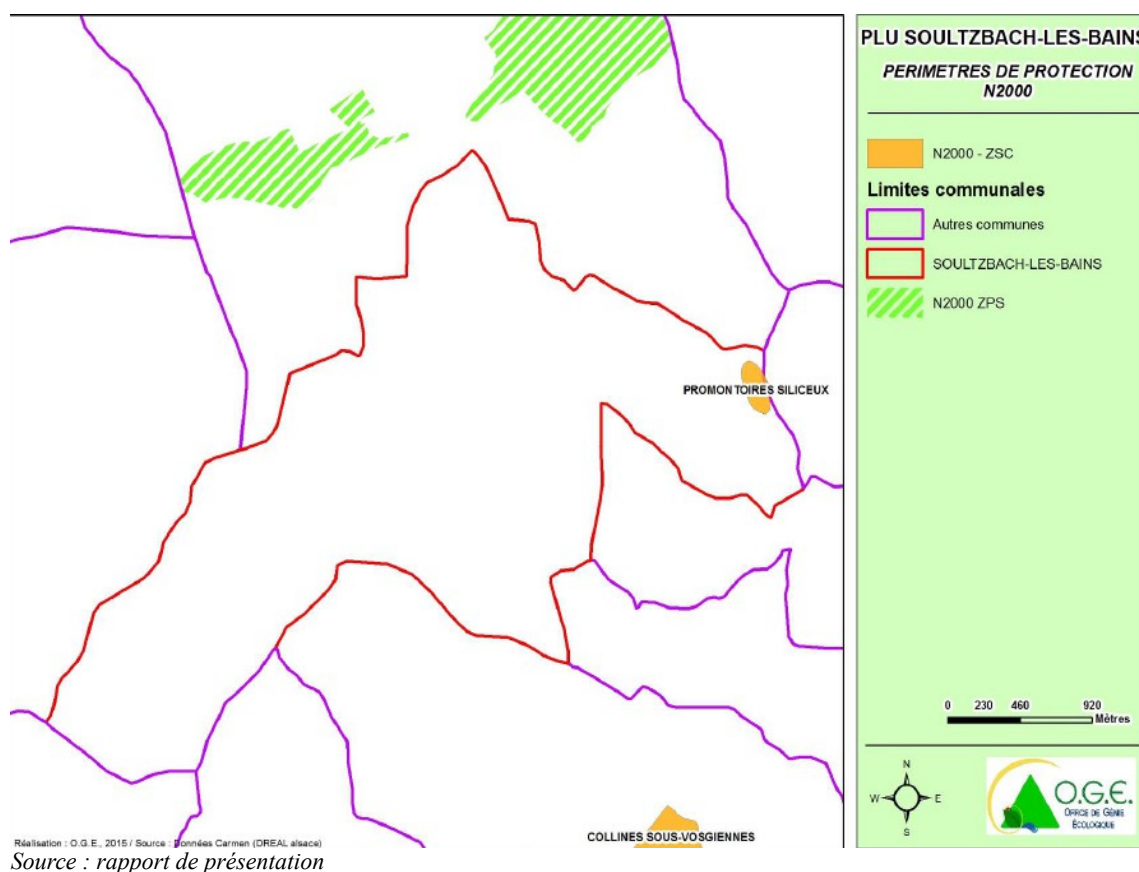 PLU SOULTZBACH-LES-BAINS
PERIMETRES DE PROTECTION
N2000
N2000 - ZSC
Limites communales
Autres communes
SOULTZBACH-LES-BAINS
N2000 ZPS
PROMONTOIRES SILICEUX
COLLINES SOUS-VOSGIENNES
0 230 460 920
Mètres
N
W E
S
O.G.E.
OFFICE DE GÉNIE
ÉCOLOGIQUE
Réalisation : O.G.E., 2015 / Source : Données Carmen (DREAL alsace)
Source : rapport de présentation